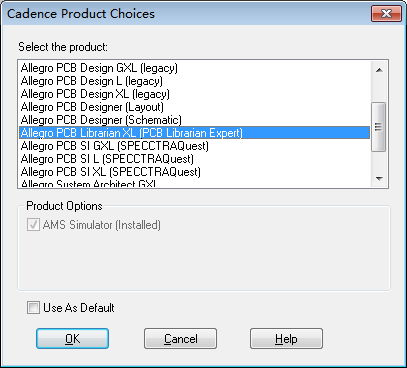 Cadence Product Choices
Select the product:
Allegro PCB Design GXL (legacy)
Allegro PCB Design L (legacy)
Allegro PCB Design XL (legacy)
Allegro PCB Designer (Layout)
Allegro PCB Designer (Schematic)
Allegro PCB Librarian XL (PCB Librarian Expert)
Allegro PCB SI GXL (SPECCTRAQuest)
Allegro PCB SI L (SPECCTRAQuest)
Allegro PCB SI XL (SPECCTRAQuest)
Allegro System Architect GXL
Product Options
AMS Simulator (Installed)
Use As Default
OK
Cancel
Help